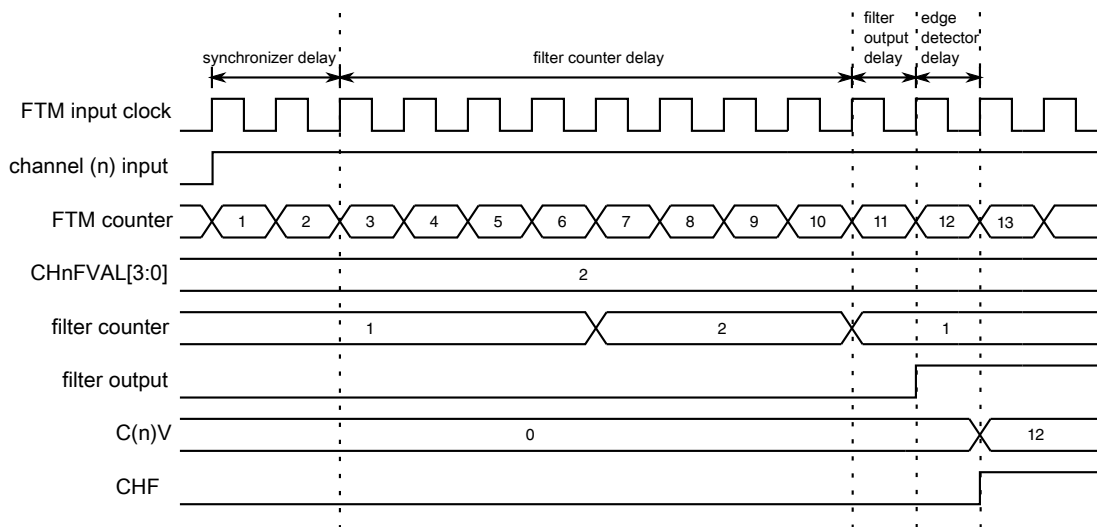 filter
output
delay
edge
detector
delay
synchronizer delay
filter counter delay
FTM input clock
channel (n) input
FTM counter
1 2 3 4 5 6 7 8 9 10 11 12 13
CHnFVAL[3:0]
2
filter counter
1 2 1
filter output
C(n)V
0 12
CHF